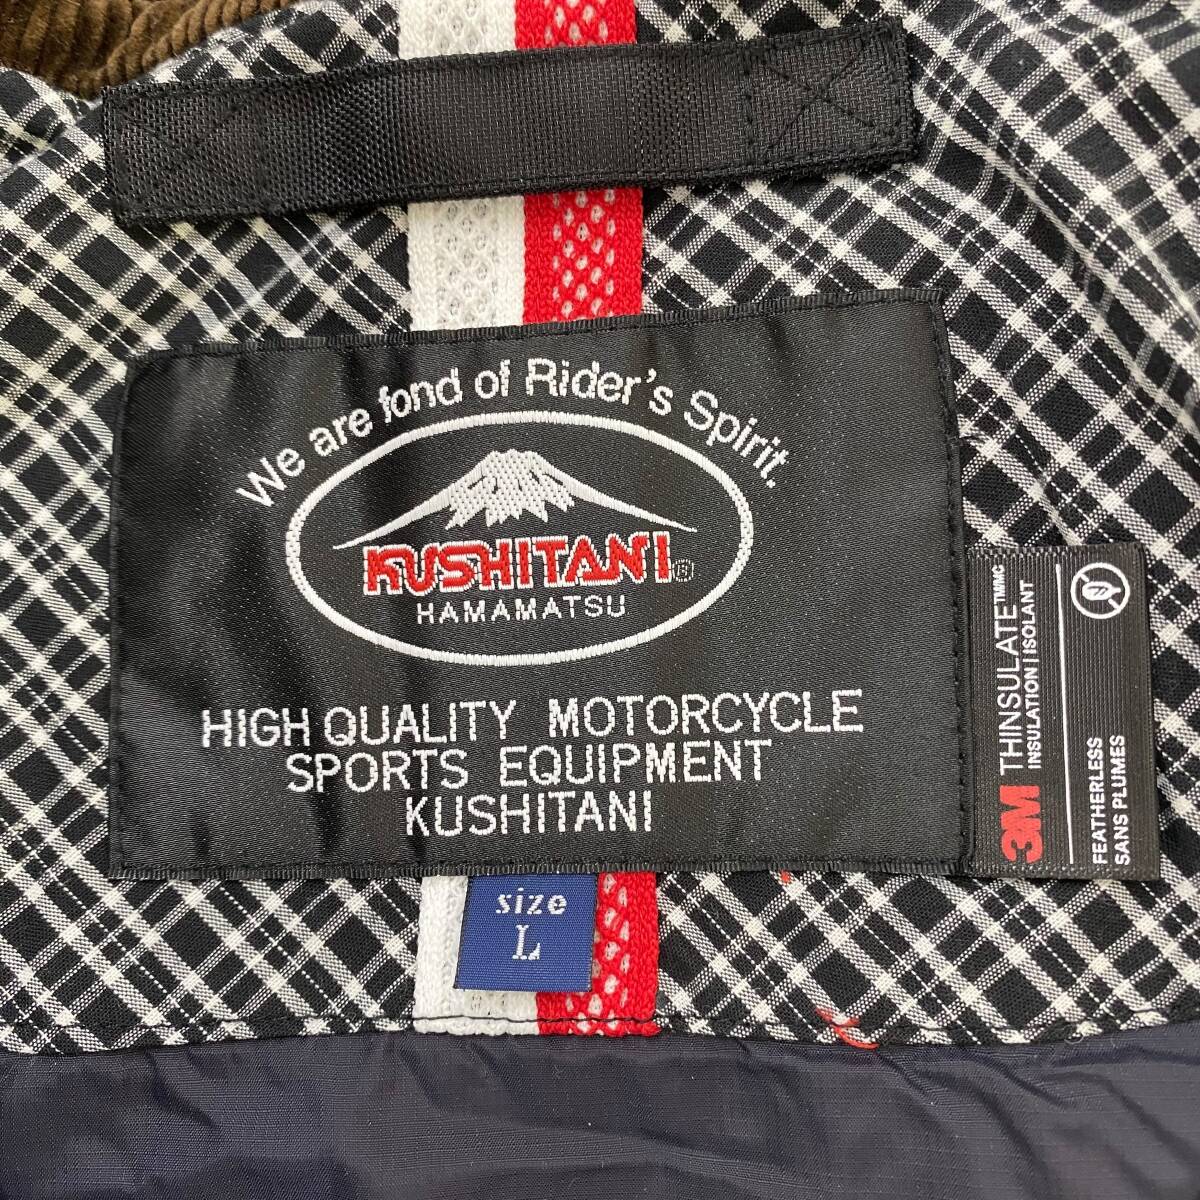 We are fond of Rider's Spirit.
KUSHITANI®
HAMAMATSU
HIGH QUALITY MOTORCYCLE
SPORTS EQUIPMENT
KUSHITANI
size
L
3M THINSULATE™MC
INSULATION | ISOLANT
FEATHERLESS
SANS PLUMES